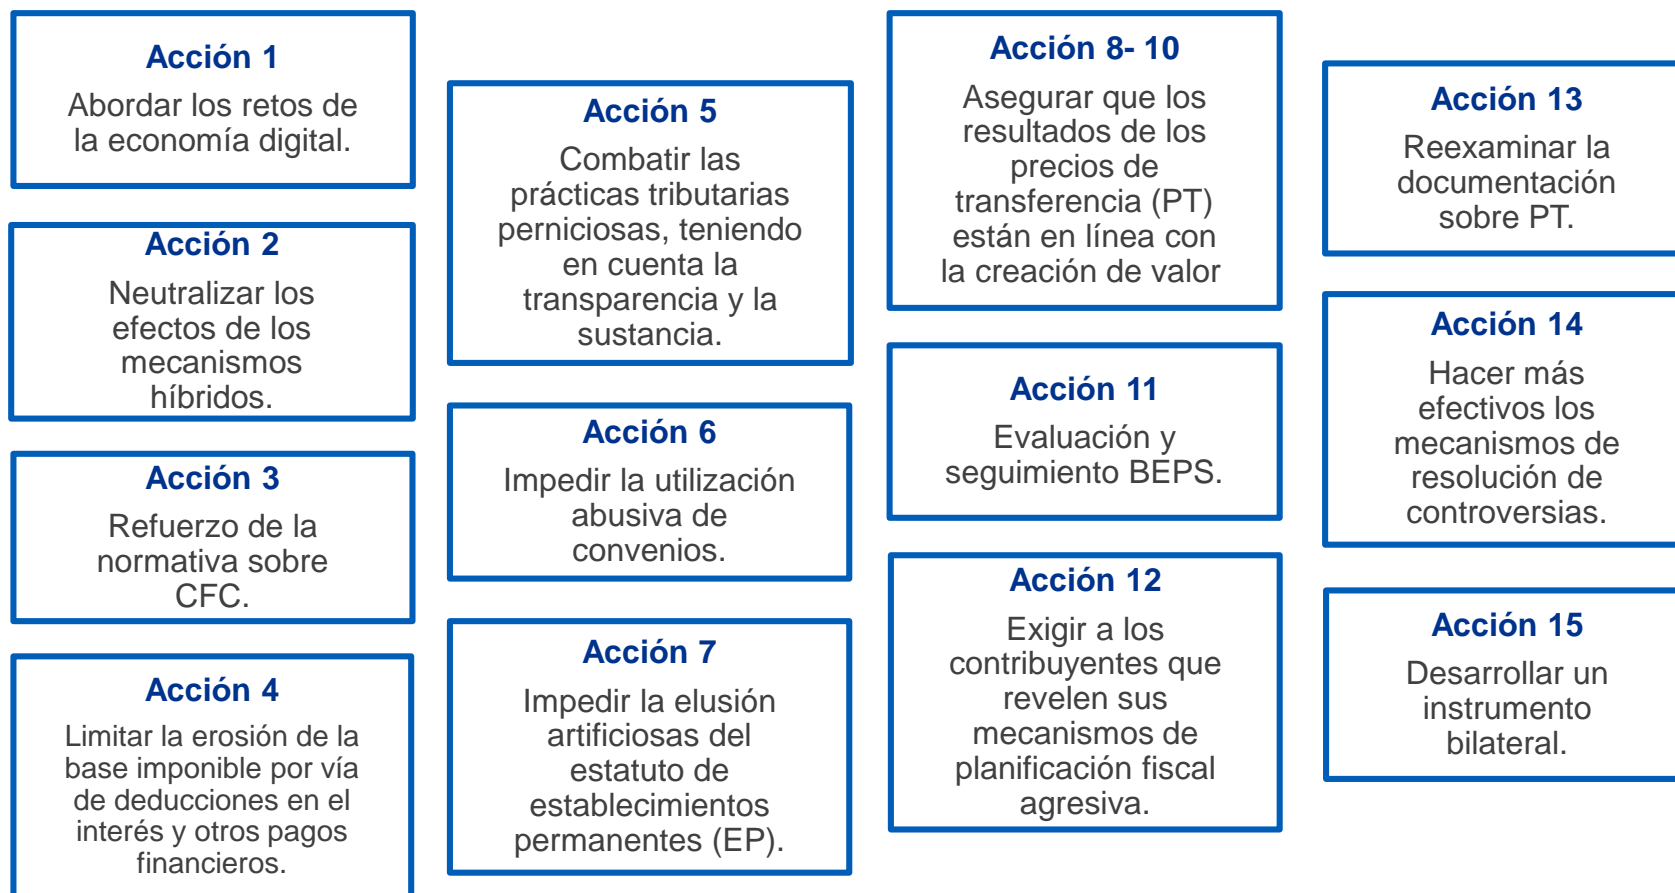 Acción 1
Abordar los retos de
la economía digital.
Acción 2
Neutralizar los
efectos de los
mecanismos
híbridos.
Acción 3
Refuerzo de la
normativa sobre
CFC.
Acción 4
Limitar la erosión de la
base imponible por vía
de deducciones en el
interés y otros pagos
financieros.
Acción 5
Combatir las
prácticas tributarias
perniciosas, teniendo
en cuenta la
transparencia y la
sustancia.
Acción 6
Impedir la utilización
abusiva de
convenios.
Acción 7
Impedir la elusión
artificiosas del
estatuto de
establecimientos
permanentes (EP).
Acción 8- 10
Asegurar que los
resultados de los
precios de
transferencia (PT)
están en línea con
la creación de valor
Acción 11
Evaluación y
seguimiento BEPS.
Acción 12
Exigir a los
contribuyentes que
revelen sus
mecanismos de
planificación fiscal
agresiva.
Acción 13
Reexaminar la
documentación
sobre PT.
Acción 14
Hacer más
efectivos los
mecanismos de
resolución de
controversias.
Acción 15
Desarrollar un
instrumento
bilateral.